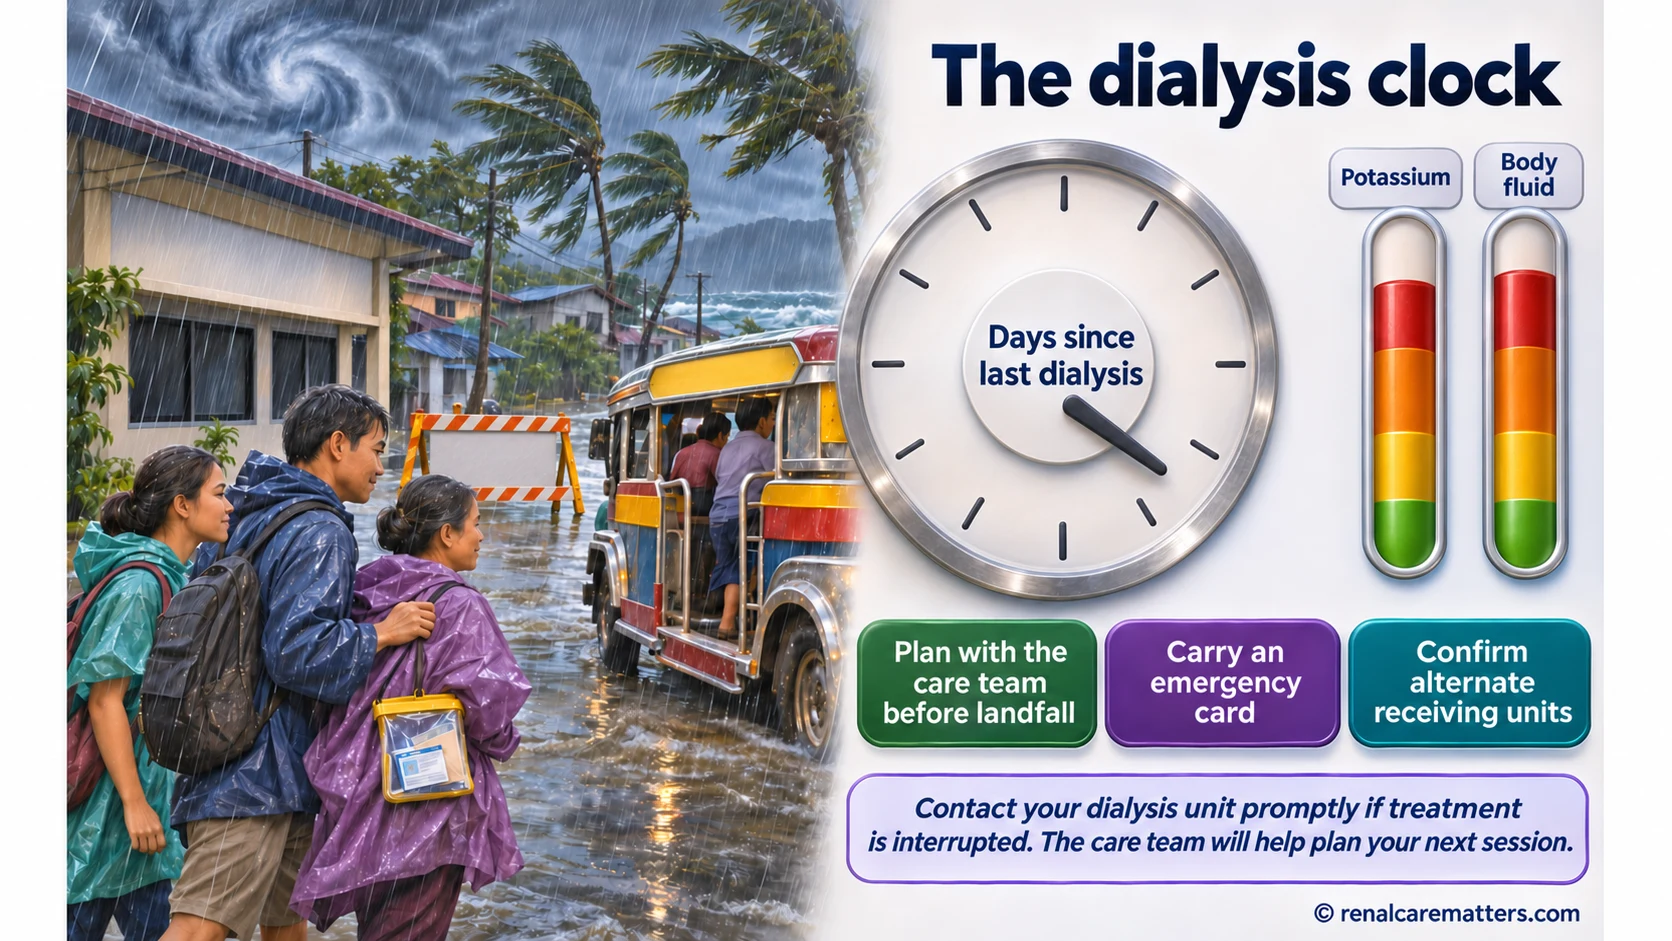 The dialysis clock
Potassium
Body
fluid
Days since
last dialysis
Plan with the
care team
before landfall
Carry an
emergency
card
Confirm
alternate
receiving units
Contact your dialysis unit promptly if treatment
is interrupted. The care team will help plan your next session.
© renalcarematters.com